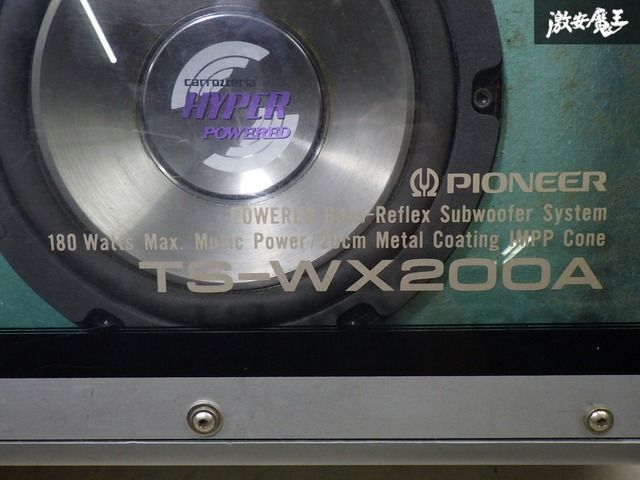 激安魔王
carrozzeria
HYPER
POWERED
PIONEER
POWERED Bass-Reflex Subwoofer System
180 Watts Max. Music Power/20cm Metal Coating IMPP Cone
TS-WX200A